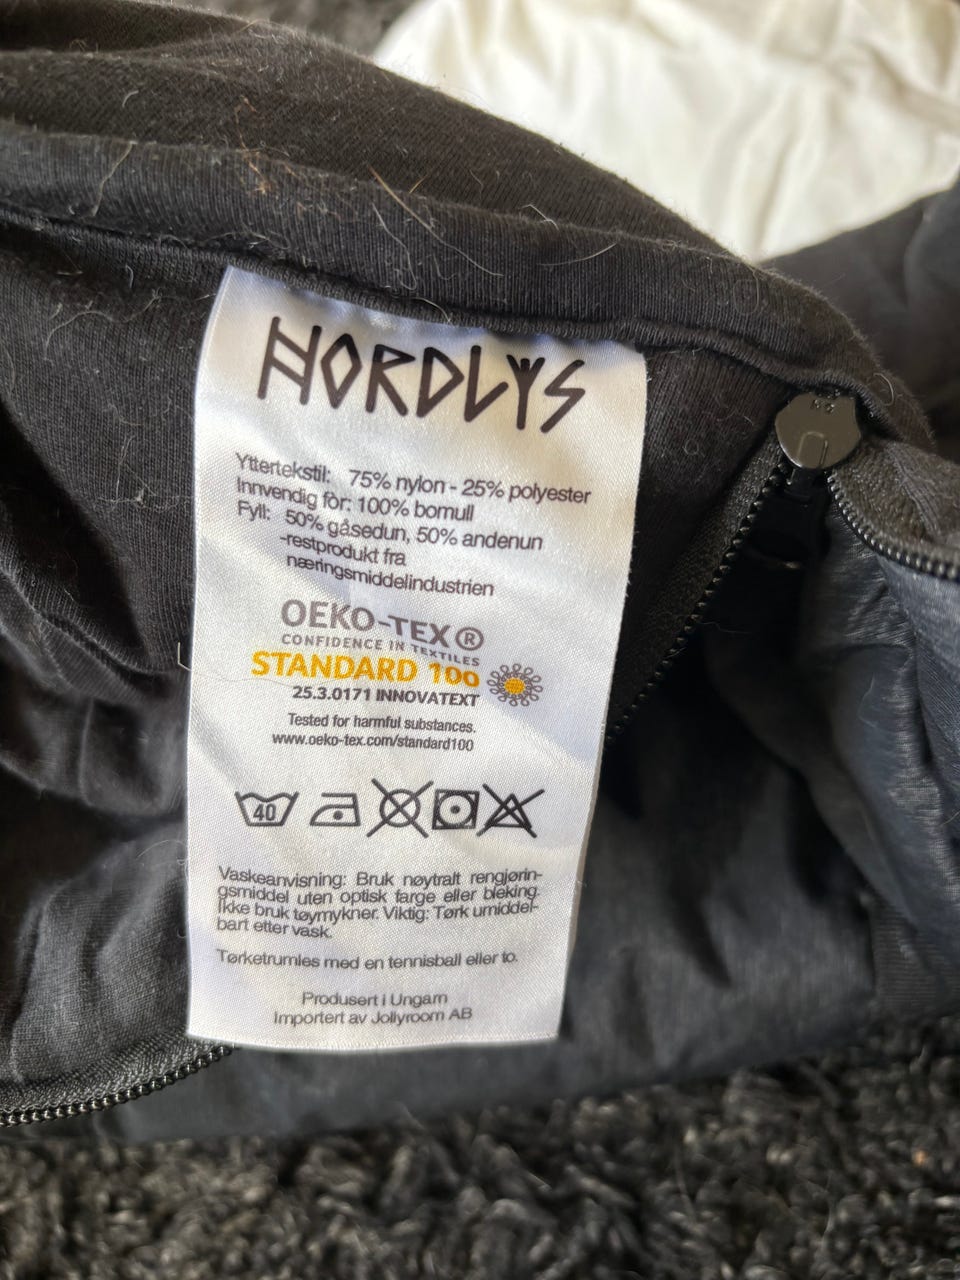 NORDLYS
Yttertekstil: 75% nylon - 25% polyester
Innvendig fôr: 100% bomull
Fyll: 50% gåsedun, 50% andenun
-restprodukt fra
næringsmiddelindustrien
OEKO-TEX®
CONFIDENCE IN TEXTILES
STANDARD 100
25.3.0171 INNOVATEXT
Tested for harmful substances.
www.oeko-tex.com/standard100
40
Vaskeanvisning: Bruk nøytralt rengjørin-
gsmiddel uten optisk farge eller bleking.
Ikke bruk tøymykner. Viktig: Tørk umiddel-
bart etter vask.
Tørketrumles med en tennisball eller to.
Produsert i Ungarn
Importert av Jollyroom AB